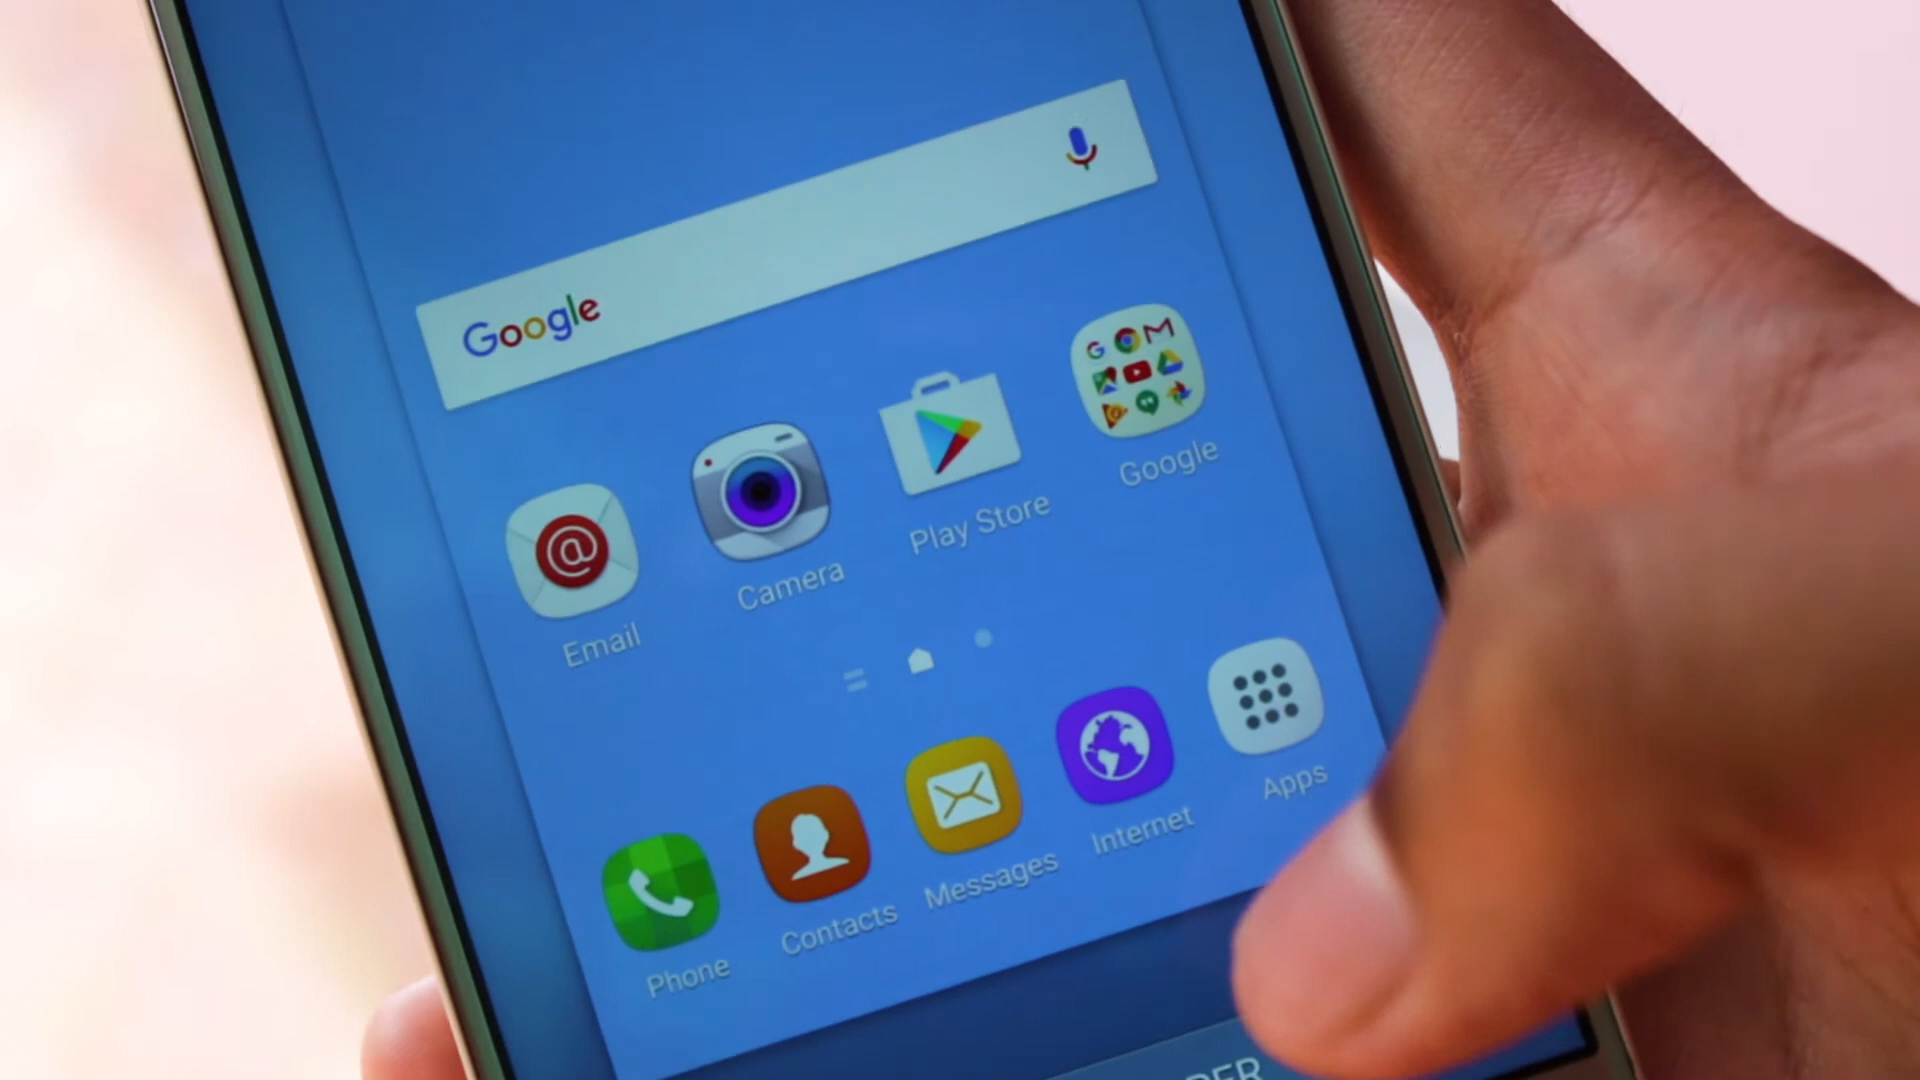 Google
Email
Camera
Play Store
Google
Phone
Contacts
Messages
Internet
Apps